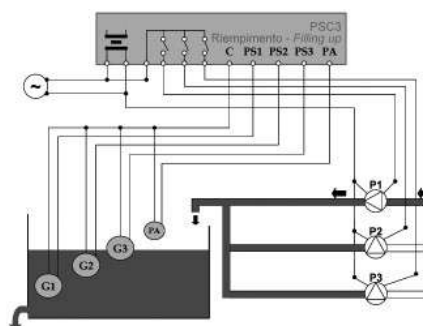 PSC3
Riempimento - Filling up
C PS1 PS2 PS3 PA
~
P1
P2
P3
PA
G3
G2
G1